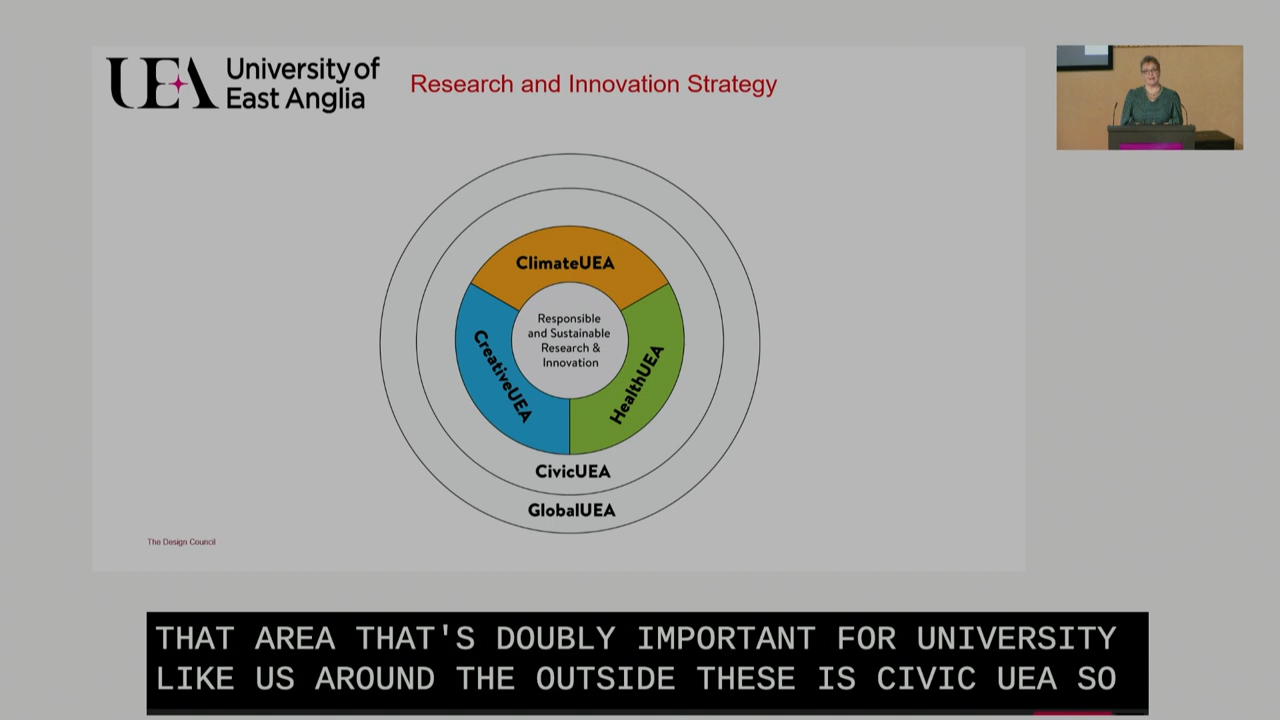 UEA University of
East Anglia
Research and Innovation Strategy
ClimateUEA
Responsible
and Sustainable
Research &
Innovation
CreativeUEA
HealthUEA
CivicUEA
GlobalUEA
The Design Council
THAT AREA THAT'S DOUBLY IMPORTANT FOR UNIVERSITY
LIKE US AROUND THE OUTSIDE THESE IS CIVIC UEA SO